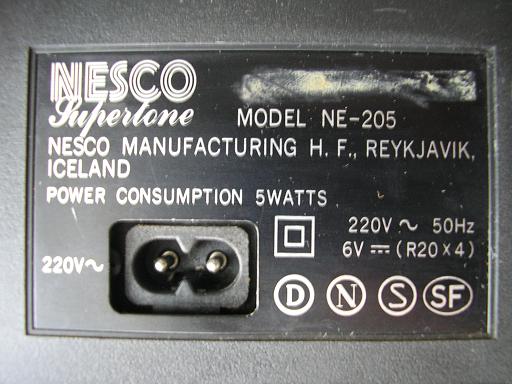 NESCO
Supertone
MODEL NE-205
NESCO MANUFACTURING H. F., REYKJAVIK,
ICELAND
POWER CONSUMPTION 5WATTS
220V ~ 50Hz
6V ⎓ (R20×4)
220V~
D N S SF